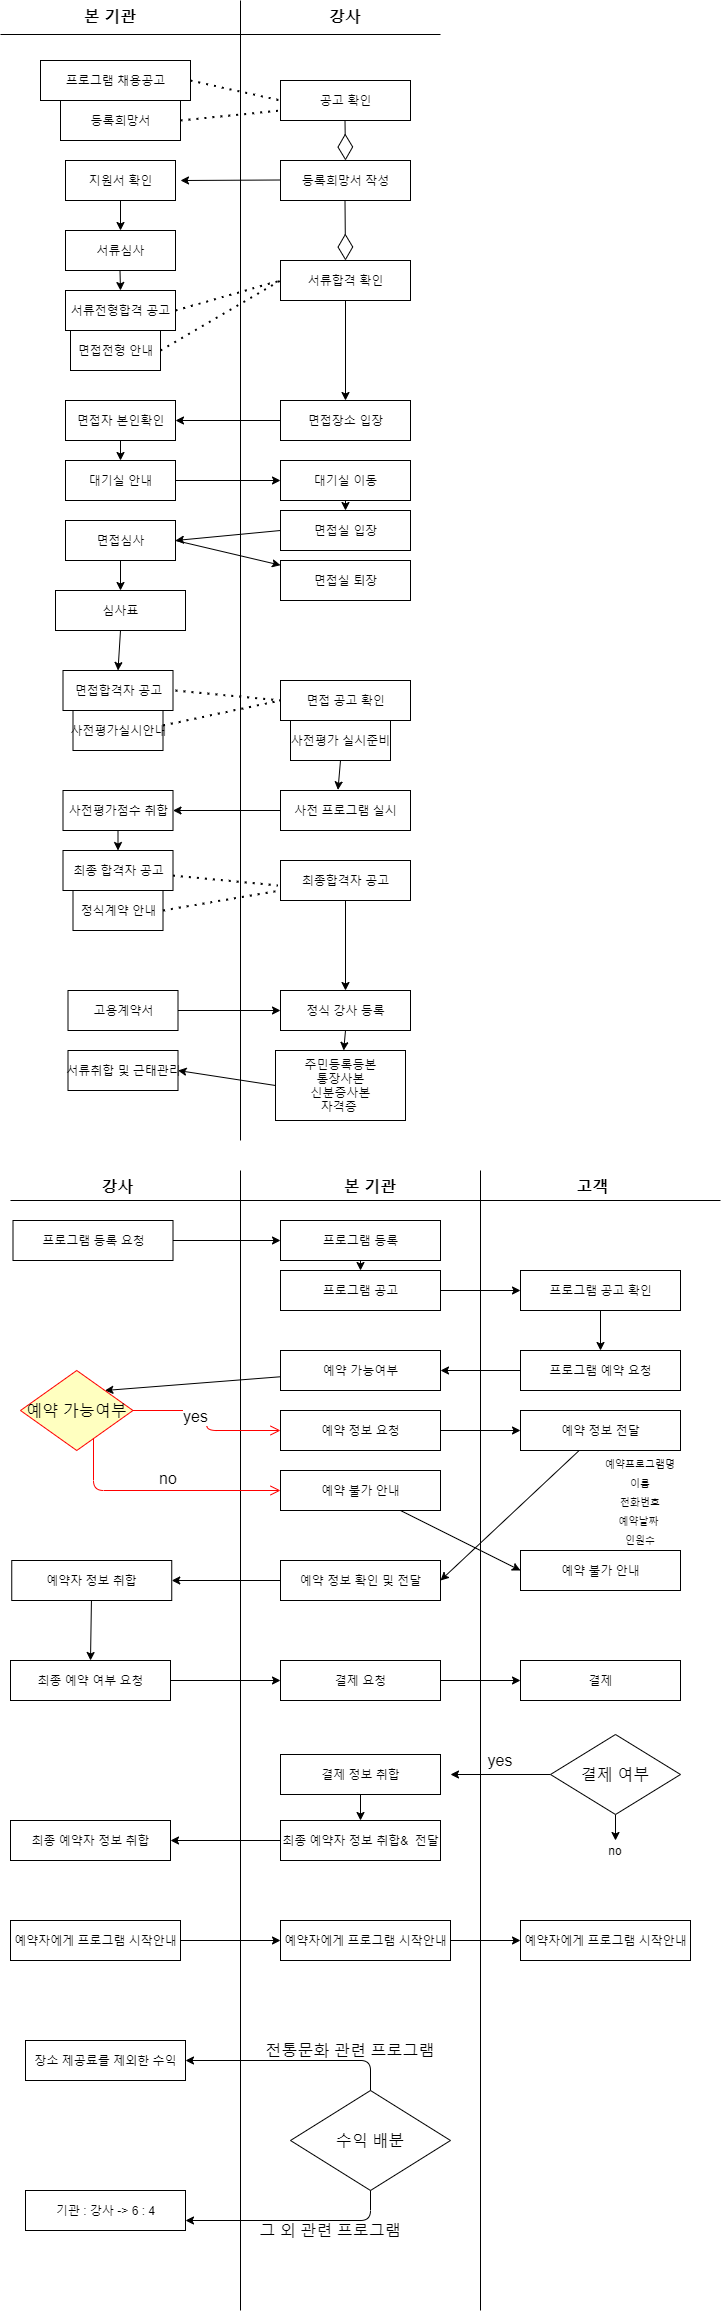 본 기관
강사
프로그램 채용공고
등록희망서
공고 확인
지원서 확인
등록희망서 작성
서류심사
서류전형합격 공고
면접전형 안내
서류합격 확인
면접자 본인확인
면접장소 입장
대기실 안내
대기실 이동
면접심사
면접실 입장
면접실 퇴장
심사표
면접합격자 공고
사전평가실시안내
면접 공고 확인
사전평가 실시준비
사전평가점수 취합
사전 프로그램 실시
최종 합격자 공고
정식계약 안내
최종합격자 공고
고용계약서
정식 강사 등록
서류취합 및 근태관리
주민등록등본
통장사본
신분증사본
자격증
강사
본 기관
고객
프로그램 등록 요청
프로그램 등록
프로그램 공고
프로그램 공고 확인
예약 가능여부
프로그램 예약 요청
예약 가능여부
yes
예약 정보 요청
예약 정보 전달
예약프로그램명
이름
전화번호
예약날짜
인원수
no
예약 불가 안내
예약 불가 안내
예약자 정보 취합
예약 정보 확인 및 전달
최종 예약 여부 요청
결제 요청
결제
결제 정보 취합
yes
결제 여부
no
최종 예약자 정보 취합
최종 예약자 정보 취합& 전달
예약자에게 프로그램 시작안내
예약자에게 프로그램 시작안내
예약자에게 프로그램 시작안내
전통문화 관련 프로그램
장소 제공료를 제외한 수익
수익 배분
기관 : 강사 -> 6 : 4
그 외 관련 프로그램